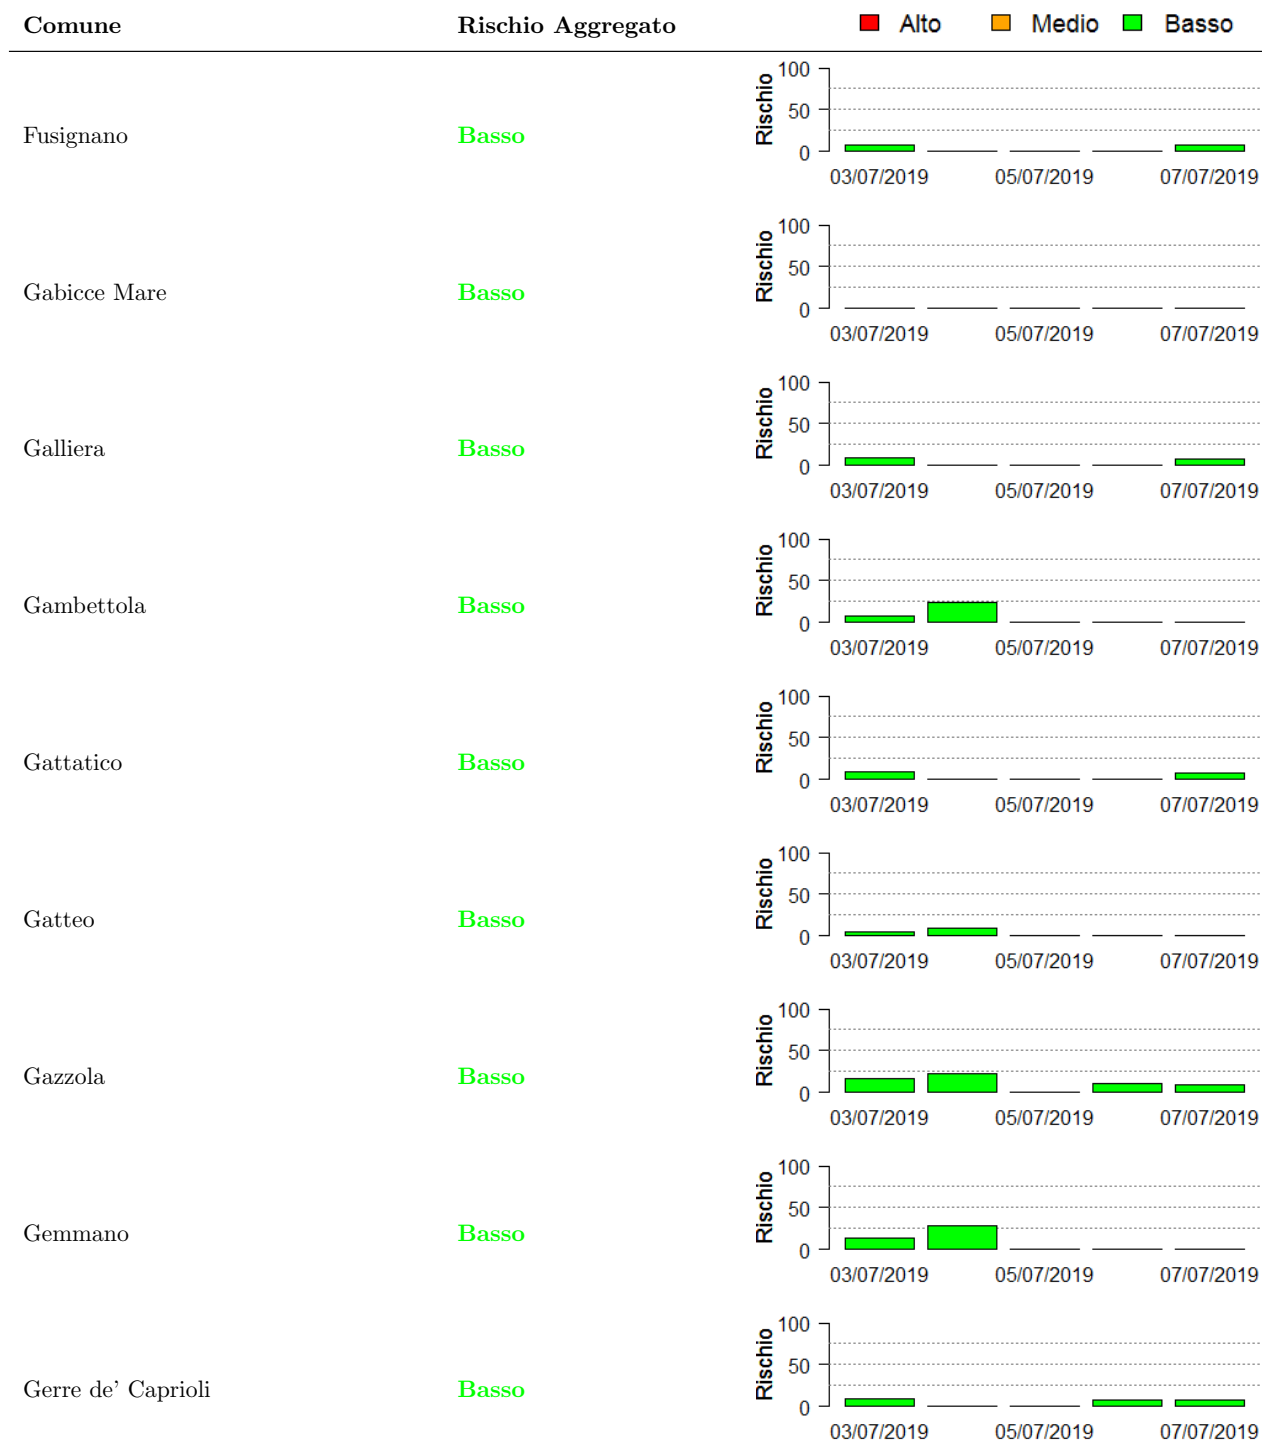 Comune Rischio Aggregato Alto Medio Basso
Fusignano Basso
Rischio
100
50
0
03/07/2019 05/07/2019 07/07/2019
Gabicce Mare Basso
Rischio
100
50
0
03/07/2019 05/07/2019 07/07/2019
Galliera Basso
Rischio
100
50
0
03/07/2019 05/07/2019 07/07/2019
Gambettola Basso
Rischio
100
50
0
03/07/2019 05/07/2019 07/07/2019
Gattatico Basso
Rischio
100
50
0
03/07/2019 05/07/2019 07/07/2019
Gatteo Basso
Rischio
100
50
0
03/07/2019 05/07/2019 07/07/2019
Gazzola Basso
Rischio
100
50
0
03/07/2019 05/07/2019 07/07/2019
Gemmano Basso
Rischio
100
50
0
03/07/2019 05/07/2019 07/07/2019
Gerre de' Caprioli Basso
Rischio
100
50
0
03/07/2019 05/07/2019 07/07/2019